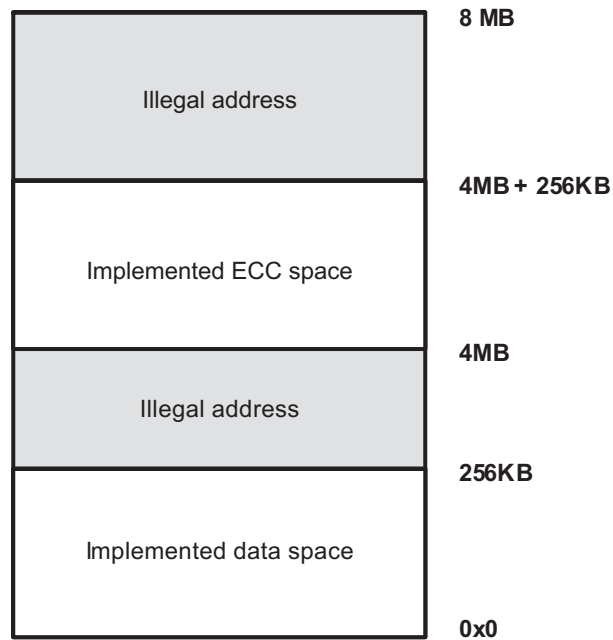 8 MB
Illegal address
4MB + 256KB
Implemented ECC space
4MB
Illegal address
256KB
Implemented data space
0x0